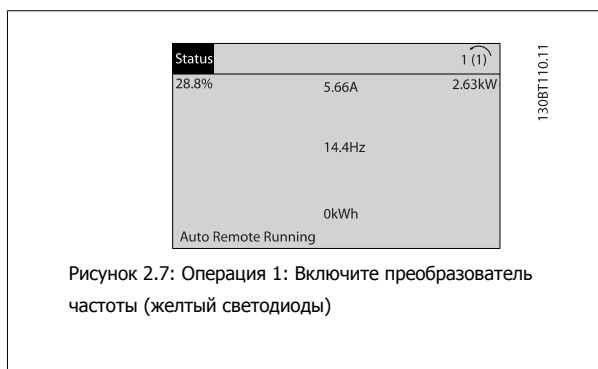 Status 1 (1)
28.8% 5.66A 2.63kW
14.4Hz
0kWh
Auto Remote Running
130BT110.11
Рисунок 2.7: Операция 1: Включите преобразователь
частоты (желтый светодиоды)